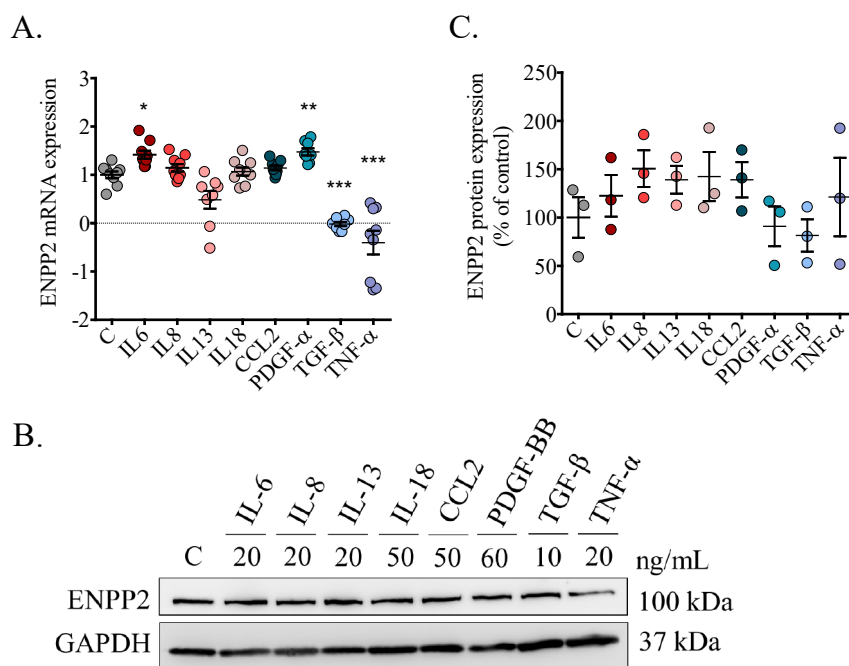 A.
ENPP2 mRNA expression
3
2
1
0
-1
-2
*
**
***
***
C
IL6
IL8
IL13
IL18
CCL2
PDGF-α
TGF-β
TNF-α
C.
ENPP2 protein expression
(% of control)
250
200
150
100
50
0
C
IL6
IL8
IL13
IL18
CCL2
PDGF-α
TGF-β
TNF-α
B.
IL-6 IL-8 IL-13 IL-18 CCL2 PDGF-BB TGF-β TNF-α
C 20 20 20 50 50 60 10 20 ng/mL
ENPP2 100 kDa
GAPDH 37 kDa